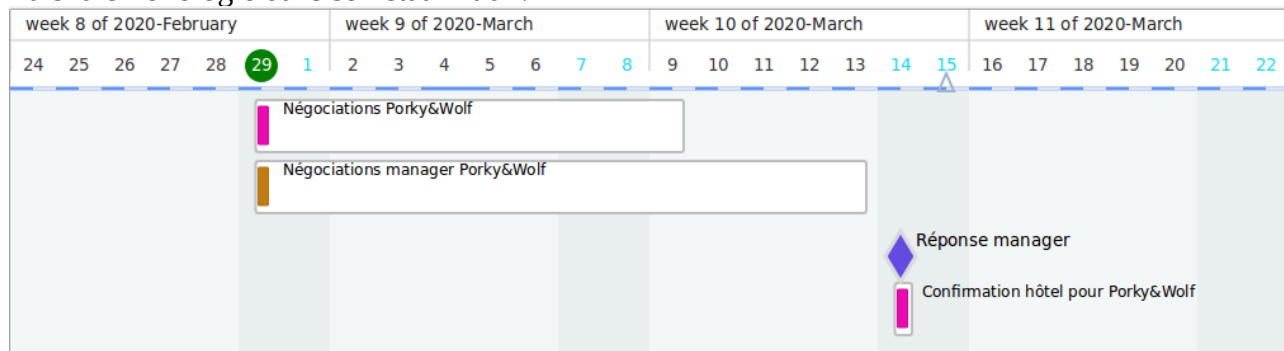 week 8 of 2020-February week 9 of 2020-March week 10 of 2020-March week 11 of 2020-March
24 25 26 27 28 29 1 2 3 4 5 6 7 8 9 10 11 12 13 14 15 16 17 18 19 20 21 22
Négociations Porky&Wolf
Négociations manager Porky&Wolf
Réponse manager
Confirmation hôtel pour Porky&Wolf